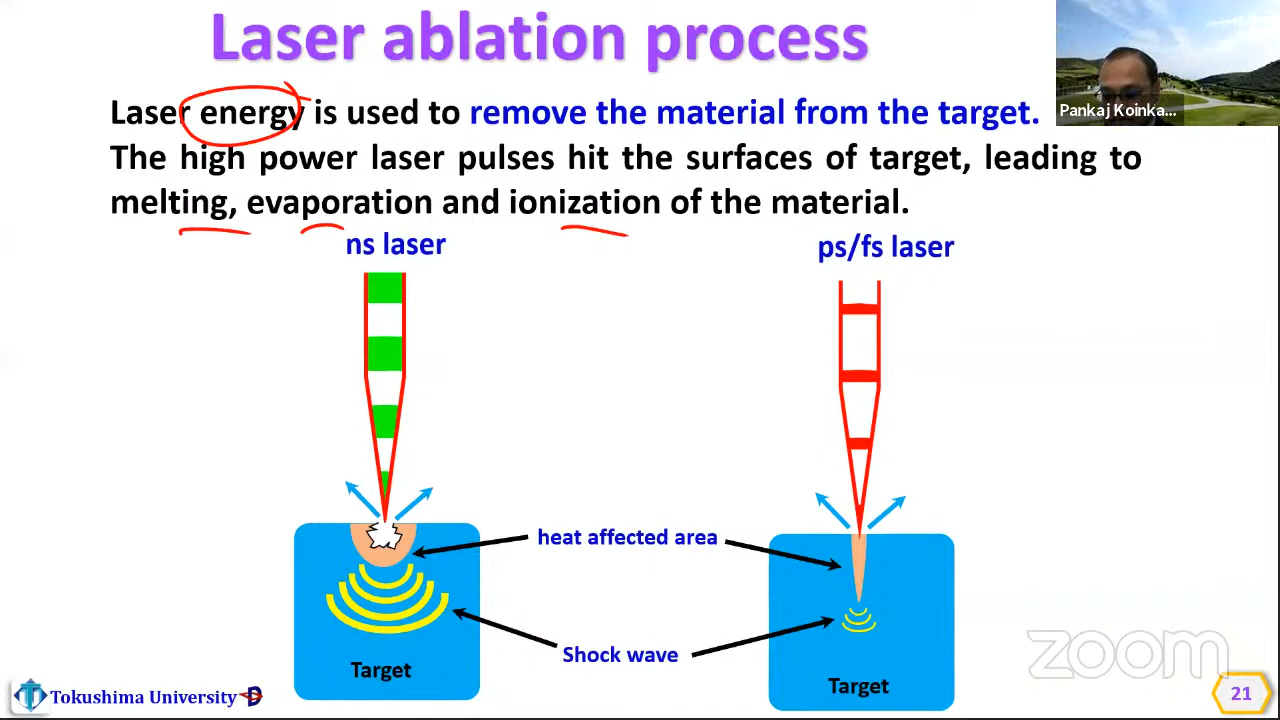 Laser ablation process
Laser energy is used to remove the material from the target.
The high power laser pulses hit the surfaces of target, leading to
melting, evaporation and ionization of the material.
Pankaj Koinka...
ns laser
ps/fs laser
heat affected area
Shock wave
Target
Target
zoom
Tokushima University
21